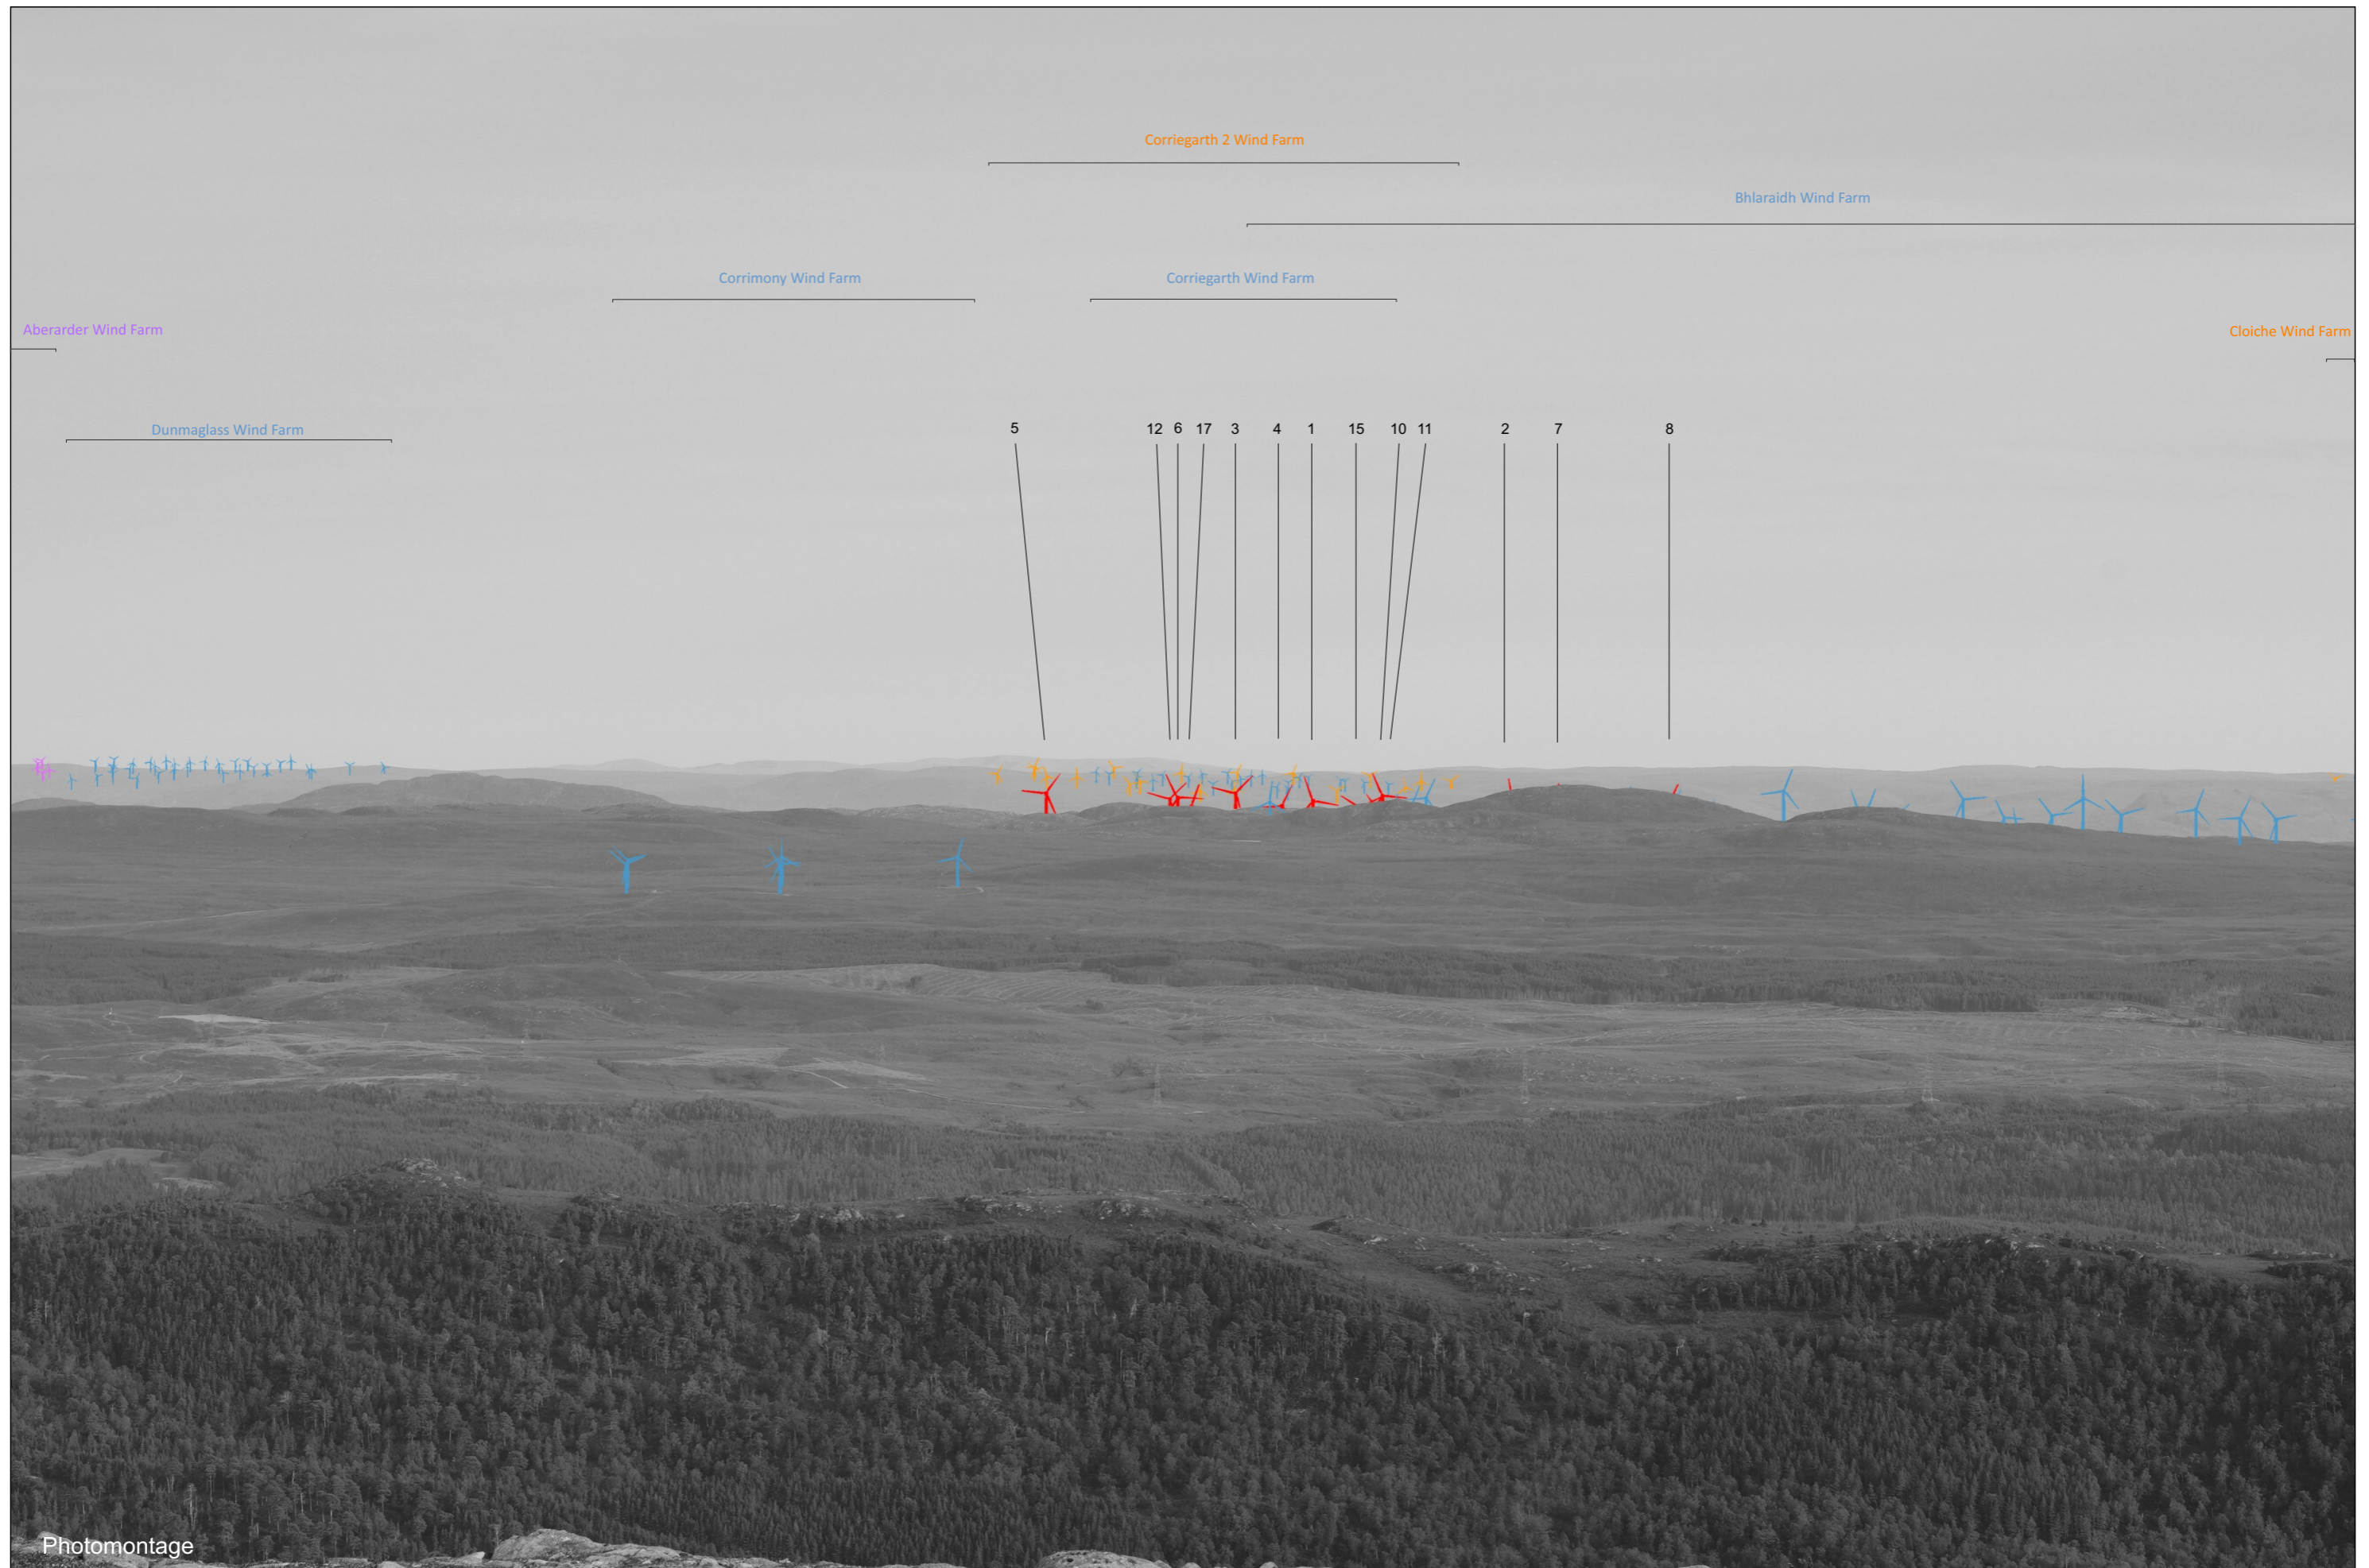 Corriegarth 2 Wind Farm
Bhlaraidh Wind Farm
Corrimony Wind Farm
Corriegarth Wind Farm
Aberarder Wind Farm
Cloiche Wind Farm
Dunmaglass Wind Farm
5 12 6 17 3 4 1 15 10 11 2 7 8
Photomontage